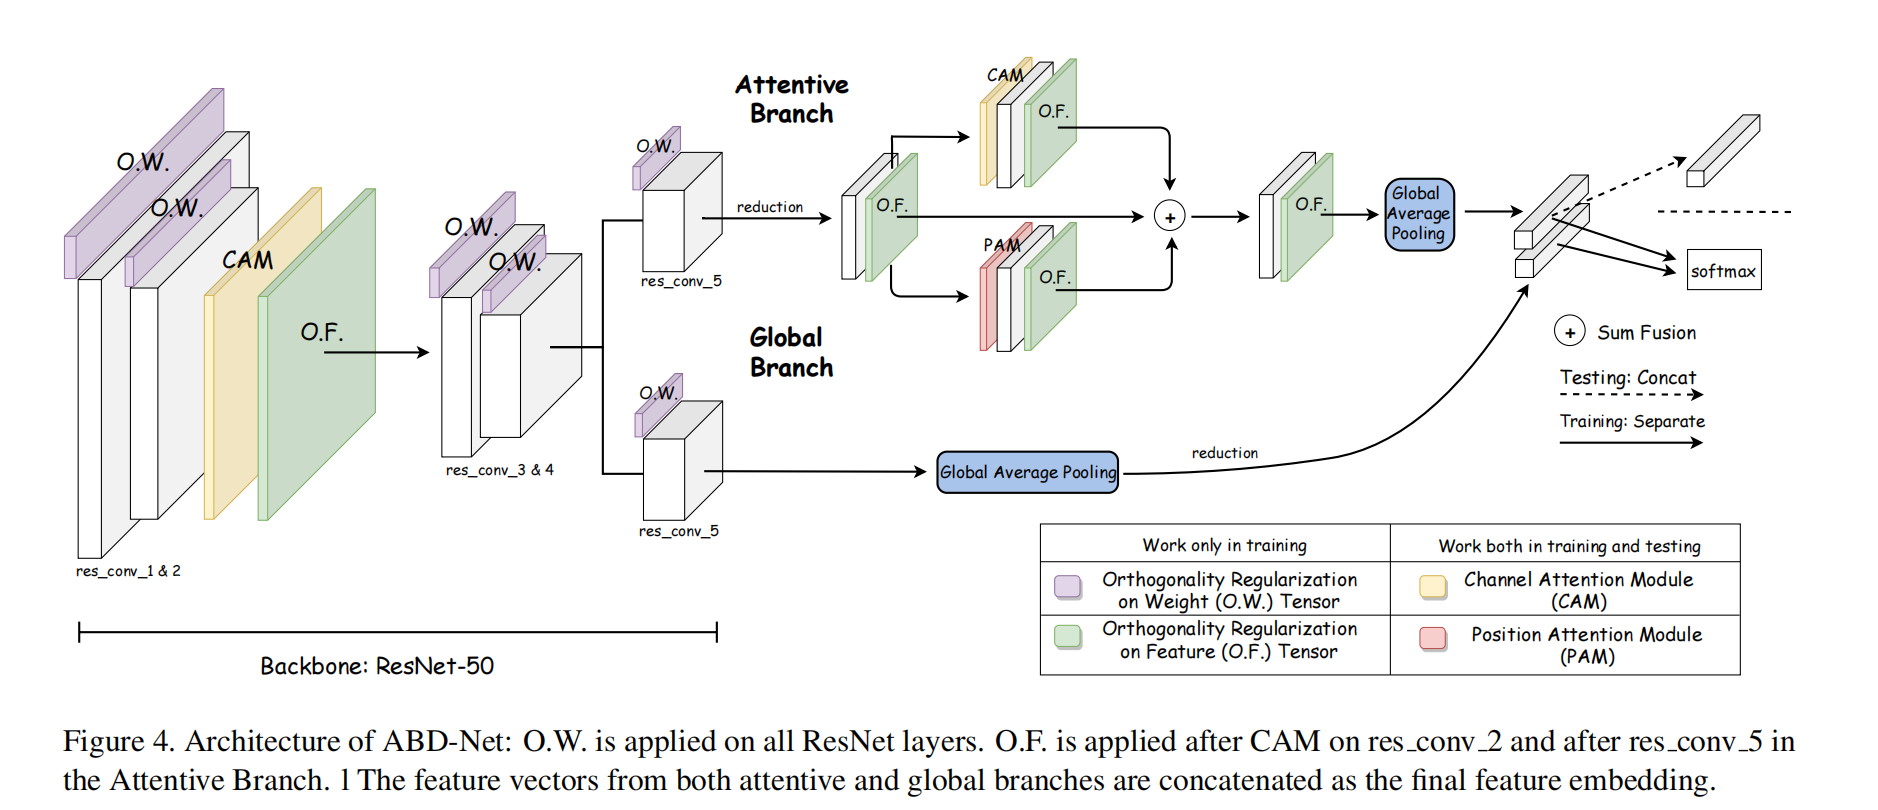 Attentive
Branch
O.W.
O.W.
CAM
O.F.
res_conv_1 & 2
O.W.
O.W.
res_conv_3 & 4
O.W.
res_conv_5
reduction
O.F.
CAM
O.F.
PAM
O.F.
+
O.F.
Global
Average
Pooling
softmax
Global
Branch
O.W.
res_conv_5
Global Average Pooling
reduction
+ Sum Fusion
Testing: Concat
Training: Separate
Backbone: ResNet-50
Work only in training
Work both in training and testing
Orthogonality Regularization
on Weight (O.W.) Tensor
Channel Attention Module
(CAM)
Orthogonality Regularization
on Feature (O.F.) Tensor
Position Attention Module
(PAM)
Figure 4. Architecture of ABD-Net: O.W. is applied on all ResNet layers. O.F. is applied after CAM on res_conv_2 and after res_conv_5 in
the Attentive Branch. l The feature vectors from both attentive and global branches are concatenated as the final feature embedding.